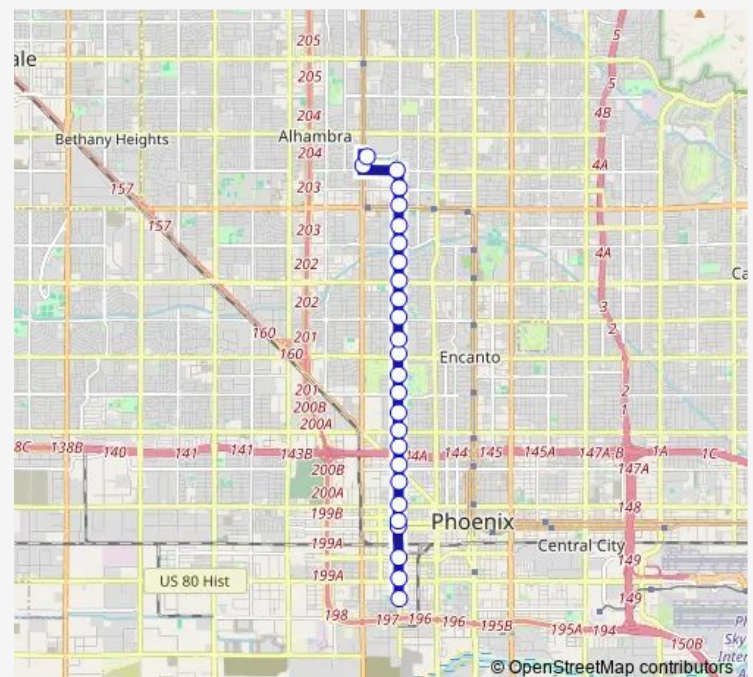 205
5
ale
205
5
204
4B
Bethany Heights
Alhambra
204
4A
157
203
157
203
4A
202
Ca
202
3
2
160
201
160
Encanto
201
2
200B
1
200A
8C
138B
140
141
141
143B
4A
144
145
145A
147A-B
1A
1C
200B
147A
200A
199B
148
Phoenix
199A
Central City
149
US 80 Hist
199A
149
198
197
196
196
195B
195A
194
150B
Sky
Inter
© OpenStreetMap contributors